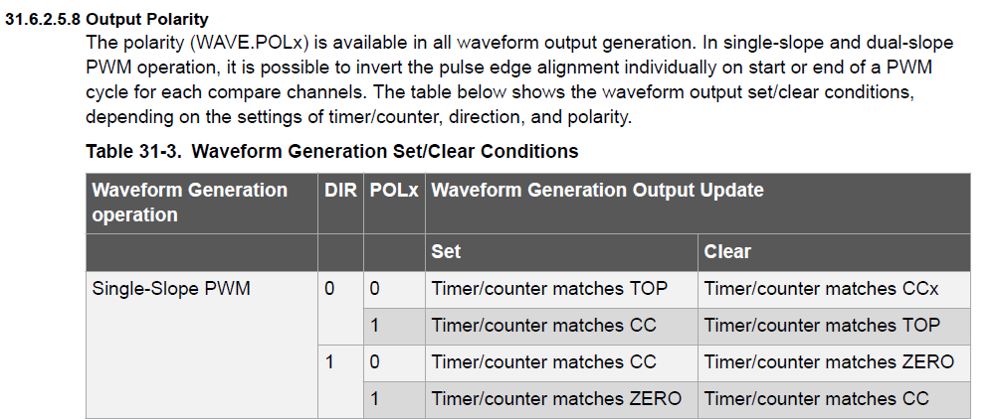 31.6.2.5.8 Output Polarity
The polarity (WAVE.POLx) is available in all waveform output generation. In single-slope and dual-slope
PWM operation, it is possible to invert the pulse edge alignment individually on start or end of a PWM
cycle for each compare channels. The table below shows the waveform output set/clear conditions,
depending on the settings of timer/counter, direction, and polarity.
Table 31-3. Waveform Generation Set/Clear Conditions
Waveform Generation operation DIR POLx Waveform Generation Output Update
Set Clear
Single-Slope PWM 0 0 Timer/counter matches TOP Timer/counter matches CCx
1 Timer/counter matches CC Timer/counter matches TOP
1 0 Timer/counter matches CC Timer/counter matches ZERO
1 Timer/counter matches ZERO Timer/counter matches CC